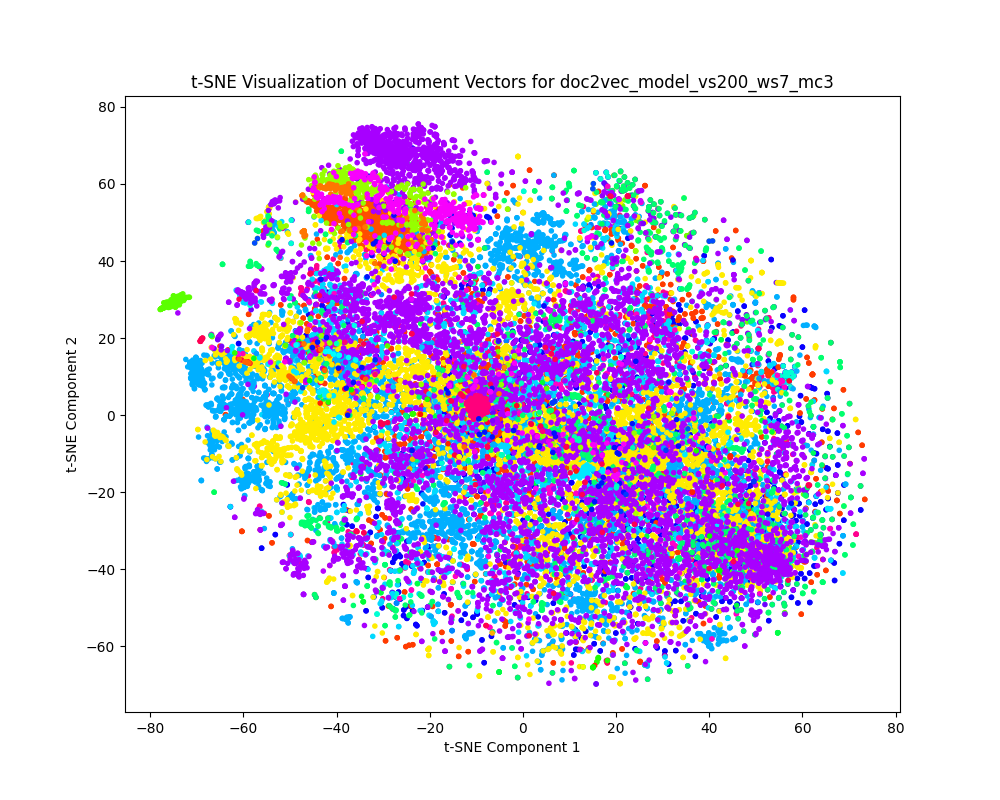 t-SNE Visualization of Document Vectors for doc2vec_model_vs200_ws7_mc3
80
60
40
20
0
−20
−40
−60
t-SNE Component 2
−80 −60 −40 −20 0 20 40 60 80
t-SNE Component 1